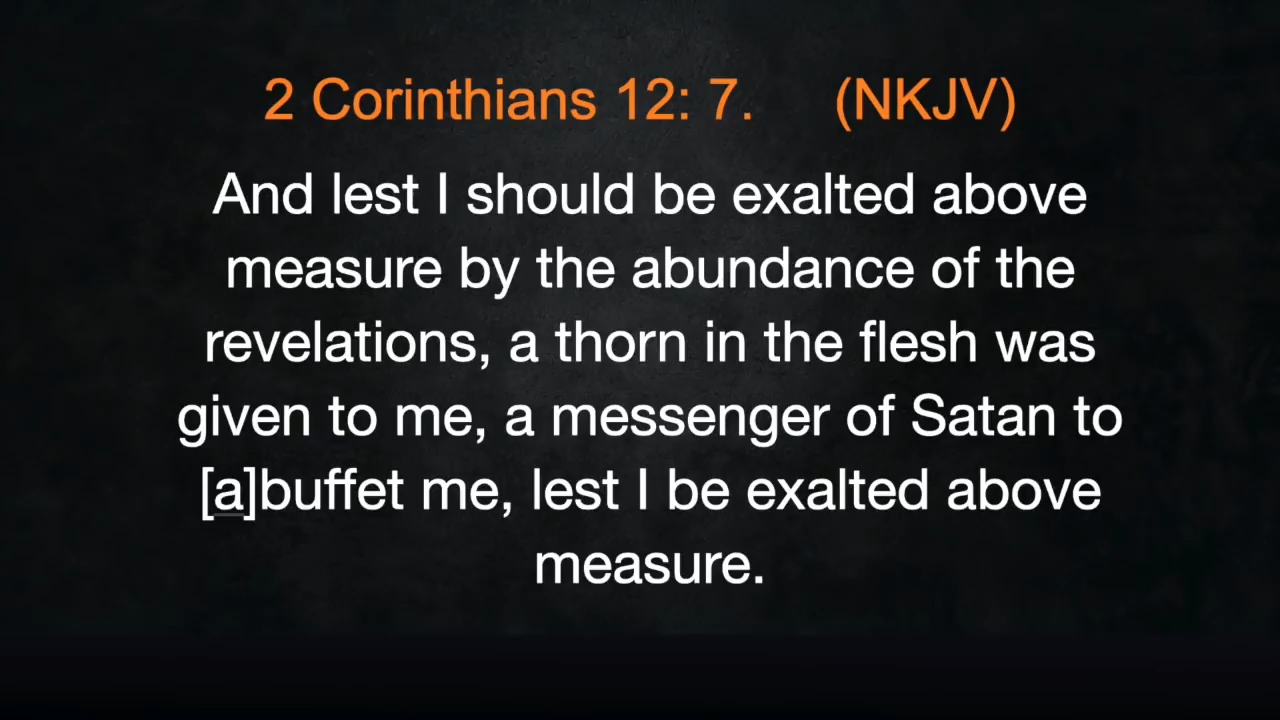 2 Corinthians 12: 7. (NKJV)
And lest I should be exalted above
measure by the abundance of the
revelations, a thorn in the flesh was
given to me, a messenger of Satan to
[a]buffet me, lest I be exalted above
measure.